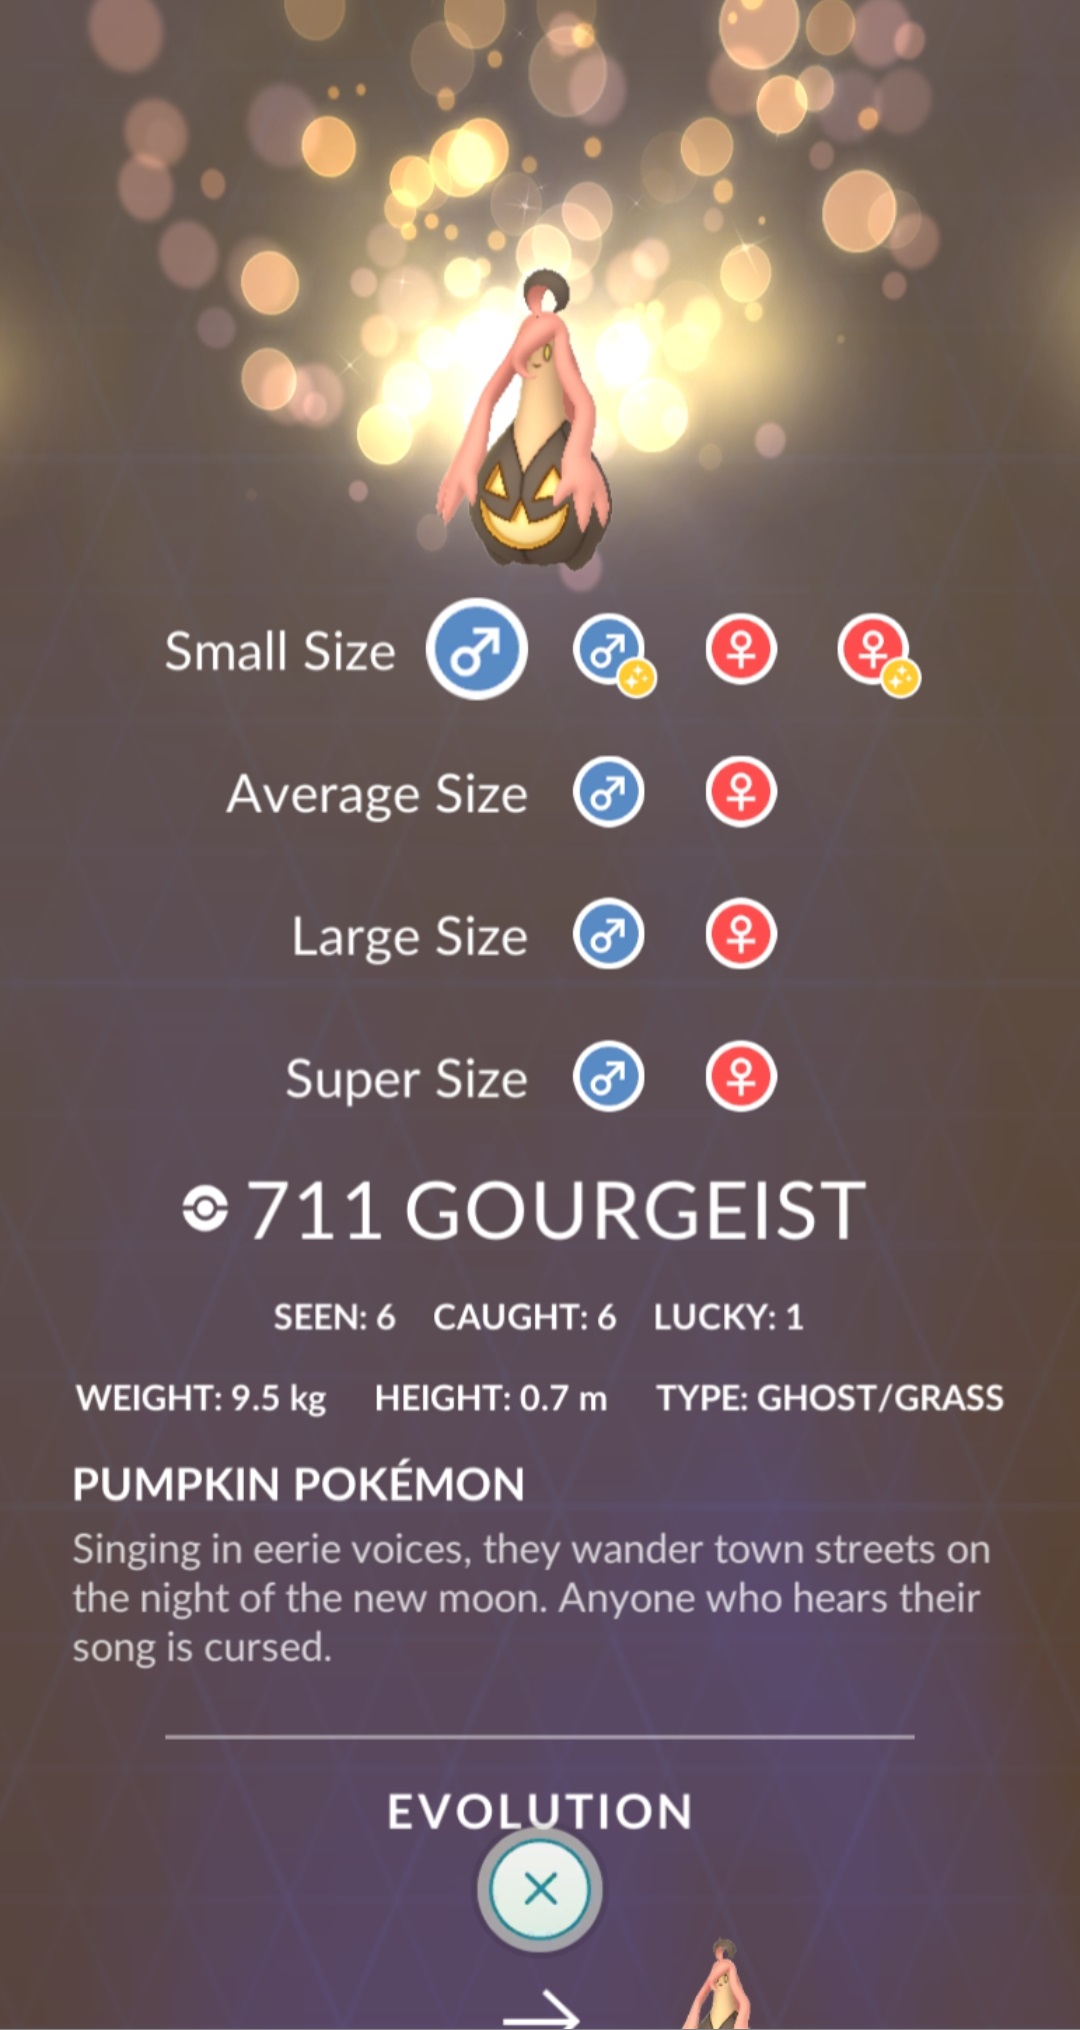 Small Size
Average Size
Large Size
Super Size
711 GOURGEIST
SEEN: 6 CAUGHT: 6 LUCKY: 1
WEIGHT: 9.5 kg HEIGHT: 0.7 m TYPE: GHOST/GRASS
PUMPKIN POKÉMON
Singing in eerie voices, they wander town streets on
the night of the new moon. Anyone who hears their
song is cursed.
EVOLUTION